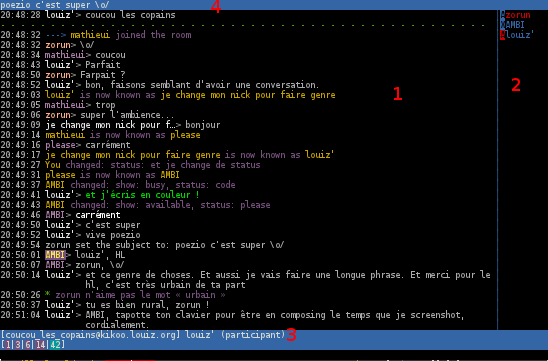 poezio c'est super \o/
4
20:48:28 louiz'> coucou les copains
20:48:32 ---> mathieui joined the room
20:48:32 zorun> \o/
20:48:34 mathieui> coucou
20:48:43 louiz'> Parfait
20:48:50 zorun> Farpait ?
20:48:52 louiz'> bon, faisons semblant d'avoir une conversation.
20:49:03 louiz' is now known as je change mon nick pour faire genre
20:49:05 mathieui> trop
20:49:06 zorun> super l'ambience...
20:49:09 je change mon nick pour f…> bonjour
20:49:14 mathieui is now known as please
20:49:16 please> carrément
20:49:17 je change mon nick pour faire genre is now known as louiz'
20:49:27 You changed: status: et je change de status
20:49:31 please is now known as AMBI
20:49:37 AMBI changed: show: busy, status: code
20:49:41 louiz'> et j'écris en couleur !
20:49:43 AMBI changed: show: available, status: please
20:49:46 AMBI> carrément
20:49:50 louiz'> c'est super
20:49:52 louiz'> vive poezio
20:49:54 zorun set the subject to: poezio c'est super \o/
20:50:01 AMBI> louiz', HL
20:50:07 AMBI> zorun, \o/
20:50:14 louiz'> et ce genre de choses. Et aussi je vais faire une longue phrase. Et merci pour le
hl, c'est très urbain de ta part
20:50:26 * zorun n'aime pas le mot « urbain »
20:50:37 louiz'> tu es bien rural, zorun !
20:51:04 louiz'> AMBI, tapotte ton clavier pour être en composing le temps que je screenshot,
cordialement.
1
zorun
AMBI
louiz'
2
[coucou_les_copains@kikoo.louiz.org] louiz' (participant)
3
[1|3|6|14|42]